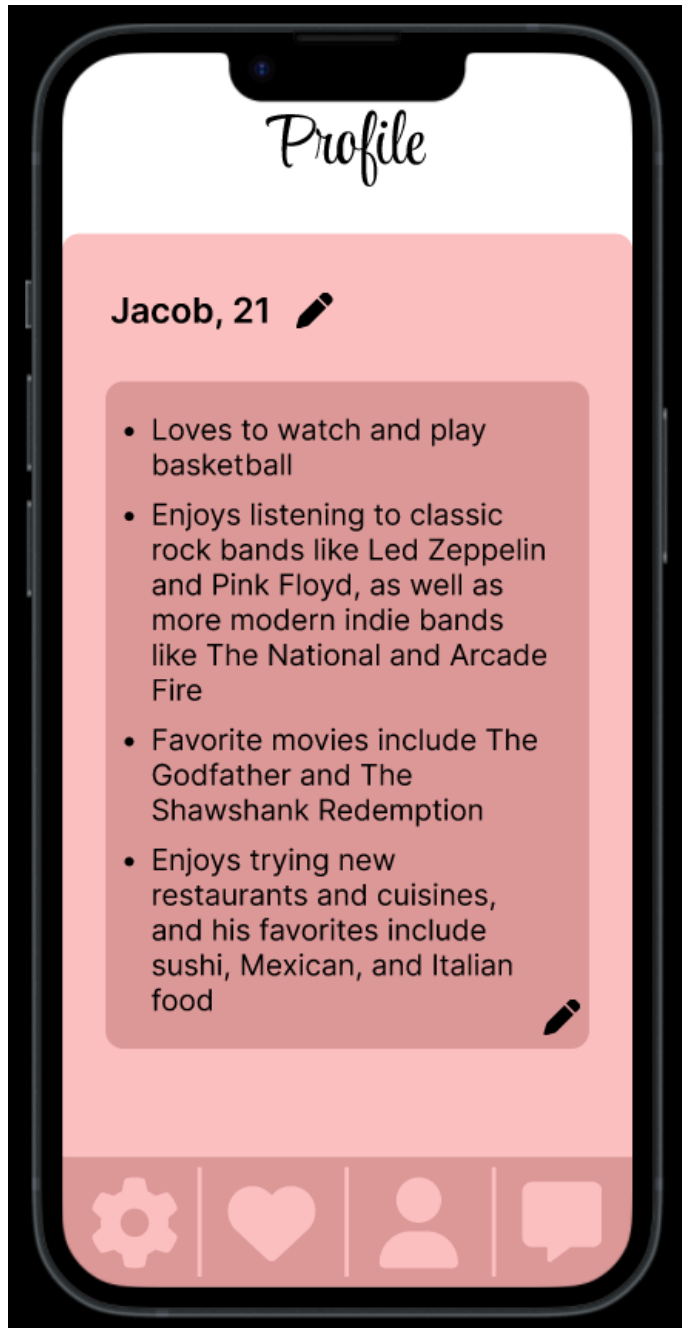 Profile
Jacob, 21
• Loves to watch and play
basketball
• Enjoys listening to classic
rock bands like Led Zeppelin
and Pink Floyd, as well as
more modern indie bands
like The National and Arcade
Fire
• Favorite movies include The
Godfather and The
Shawshank Redemption
• Enjoys trying new
restaurants and cuisines,
and his favorites include
sushi, Mexican, and Italian
food